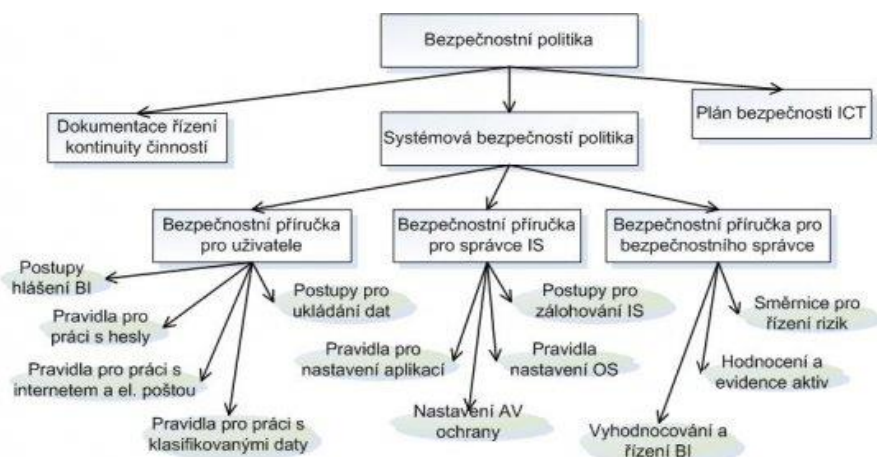 Bezpečnostní politika
Dokumentace řízení
kontinuity činností
Systémová bezpečností politika
Plán bezpečnosti ICT
Bezpečnostní příručka
pro uživatele
Bezpečnostní příručka
pro správce IS
Bezpečnostní příručka pro
bezpečnostního správce
Postupy
hlášení BI
Pravidla pro
práci s hesly
Pravidla pro práci s
internetem a el. poštou
Pravidla pro práci s
klasifikovanými daty
Postupy pro
ukládání dat
Pravidla pro
nastavení aplikací
Nastavení AV
ochrany
Pravidla
nastavení OS
Postupy pro
zálohování IS
Směrnice pro
řízení rizik
Hodnocení a
evidence aktiv
Vyhodnocování a
řízení BI